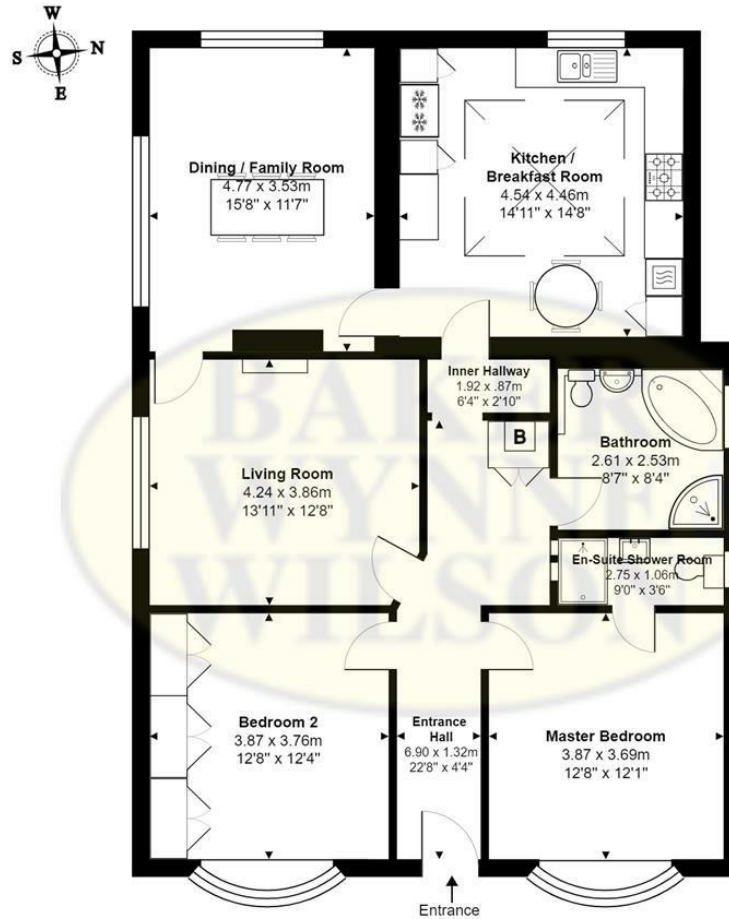 W
S N
E
Dining / Family Room
4.77 x 3.53m
15'8" x 11'7"
Kitchen /
Breakfast Room
4.54 x 4.46m
14'11" x 14'8"
Inner Hallway
1.92 x .87m
6'4" x 2'10"
B
Bathroom
2.61 x 2.53m
8'7" x 8'4"
Living Room
4.24 x 3.86m
13'11" x 12'8"
En-Suite Shower Room
2.75 x 1.06m
9'0" x 3'6"
BAKER
WYNNE
WILSON
Bedroom 2
3.87 x 3.76m
12'8" x 12'4"
Entrance
Hall
6.90 x 1.32m
22'8" x 4'4"
Master Bedroom
3.87 x 3.69m
12'8" x 12'1"
Entrance